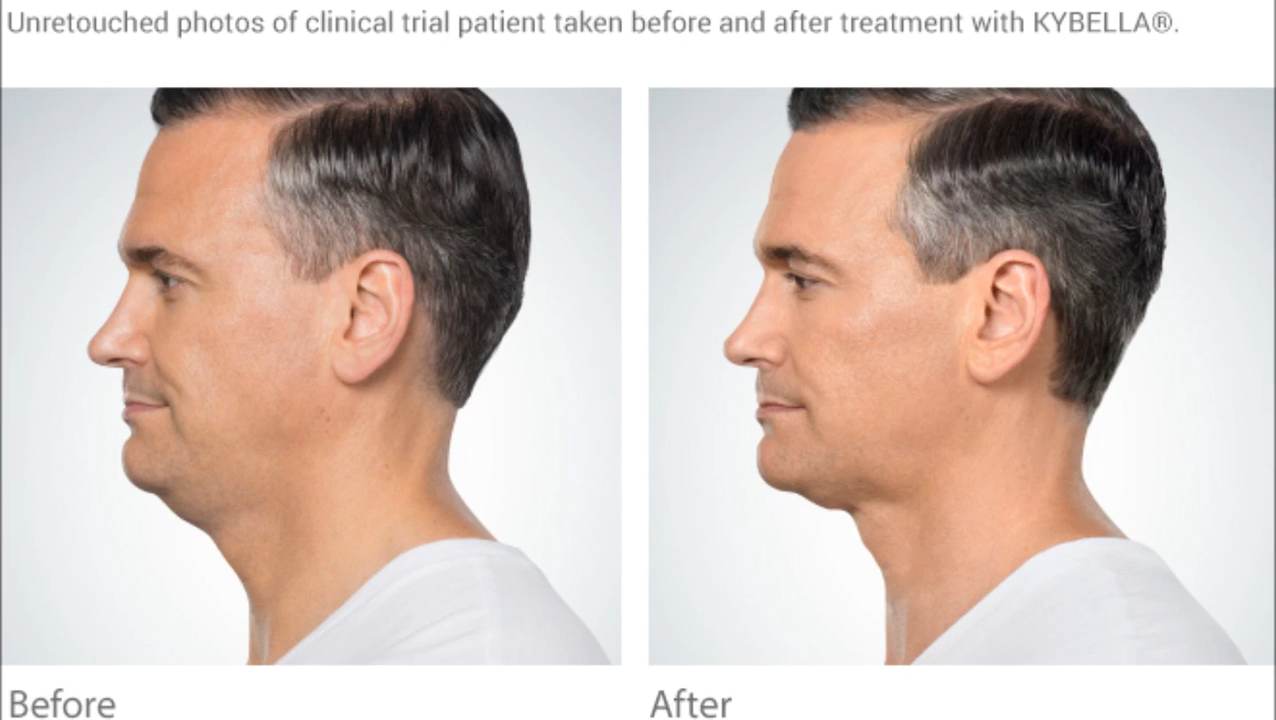 Unretouched photos of clinical trial patient taken before and after treatment with KYBELLA®.
Before
After